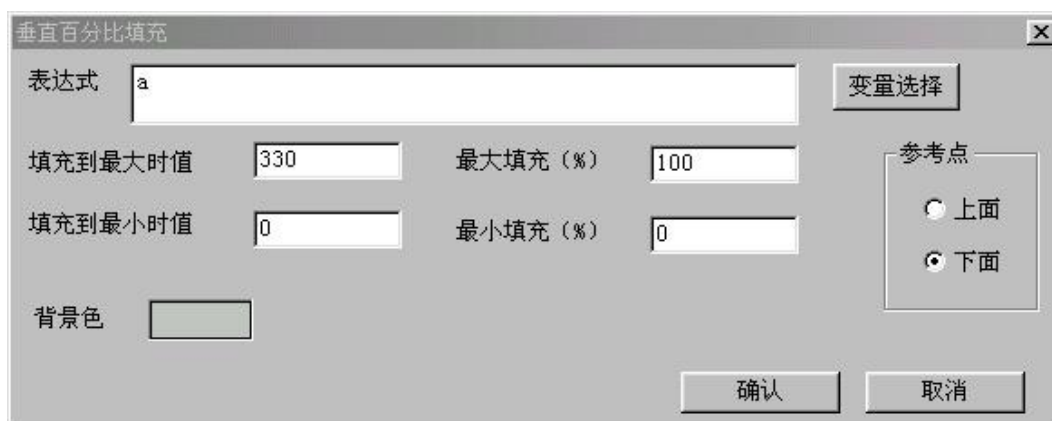 垂直百分比填充
表达式 a 变量选择
填充到最大时值 330 最大填充（%） 100 参考点
填充到最小时值 0 最小填充（%） 0 上面
下面
背景色
确认 取消